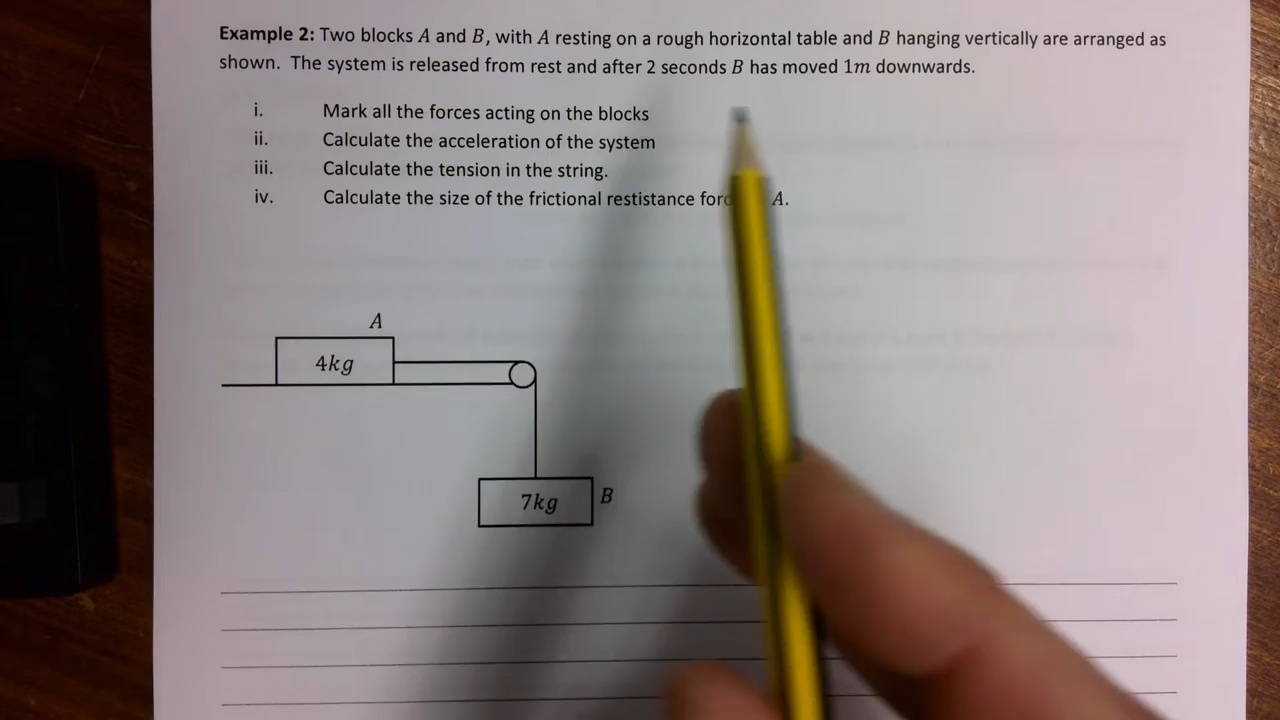 Example 2: Two blocks A and B, with A resting on a rough horizontal table and B hanging vertically are arranged as
shown. The system is released from rest and after 2 seconds B has moved 1m downwards.
i. Mark all the forces acting on the blocks
ii. Calculate the acceleration of the system
iii. Calculate the tension in the string.
iv. Calculate the size of the frictional restistance A.
A
4kg
7kg B